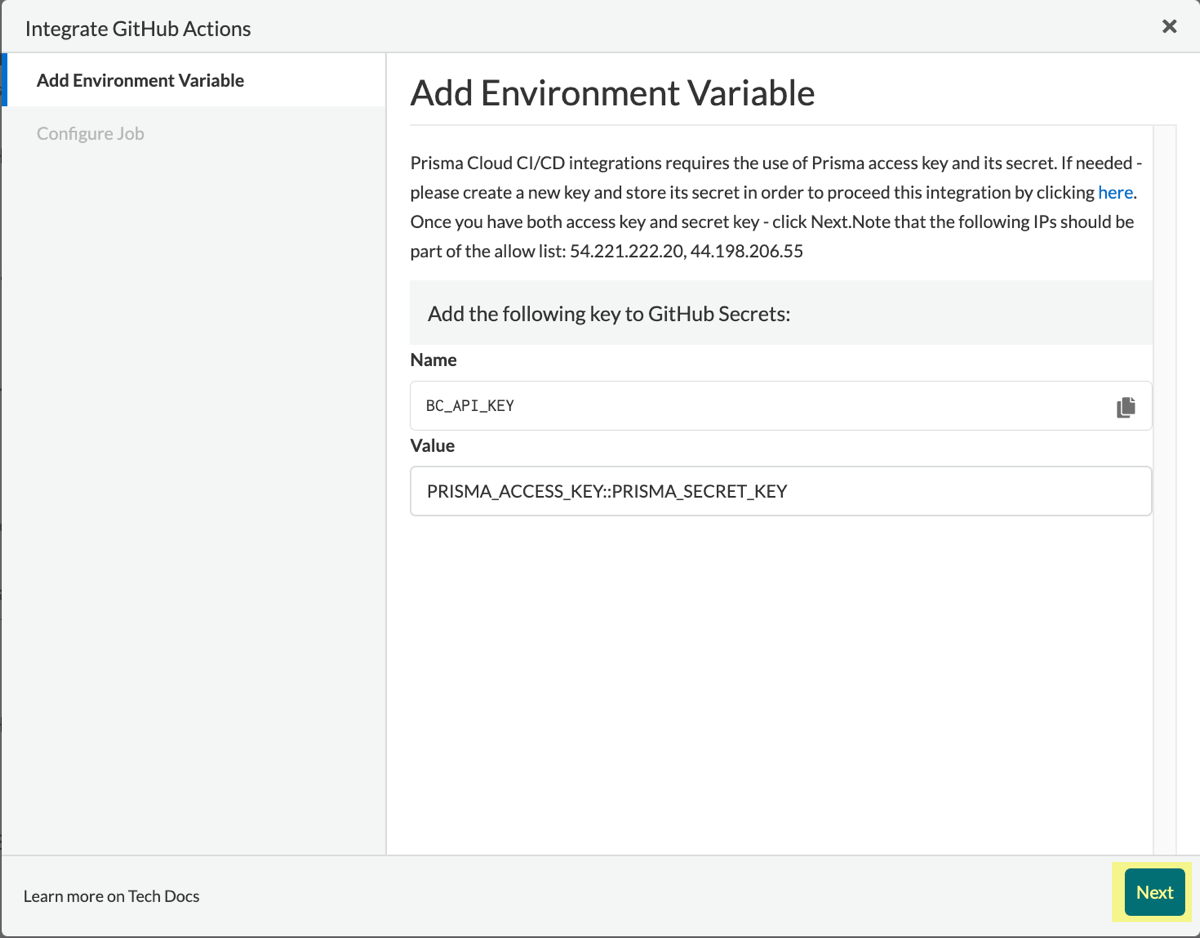 Integrate GitHub Actions
Add Environment Variable
Configure Job
Add Environment Variable
Prisma Cloud CI/CD integrations requires the use of Prisma access key and its secret. If needed -
please create a new key and store its secret in order to proceed this integration by clicking here.
Once you have both access key and secret key - click Next.Note that the following IPs should be
part of the allow list: 54.221.222.20, 44.198.206.55
Add the following key to GitHub Secrets:
Name
BC_API_KEY
Value
PRISMA_ACCESS_KEY::PRISMA_SECRET_KEY
Learn more on Tech Docs
Next